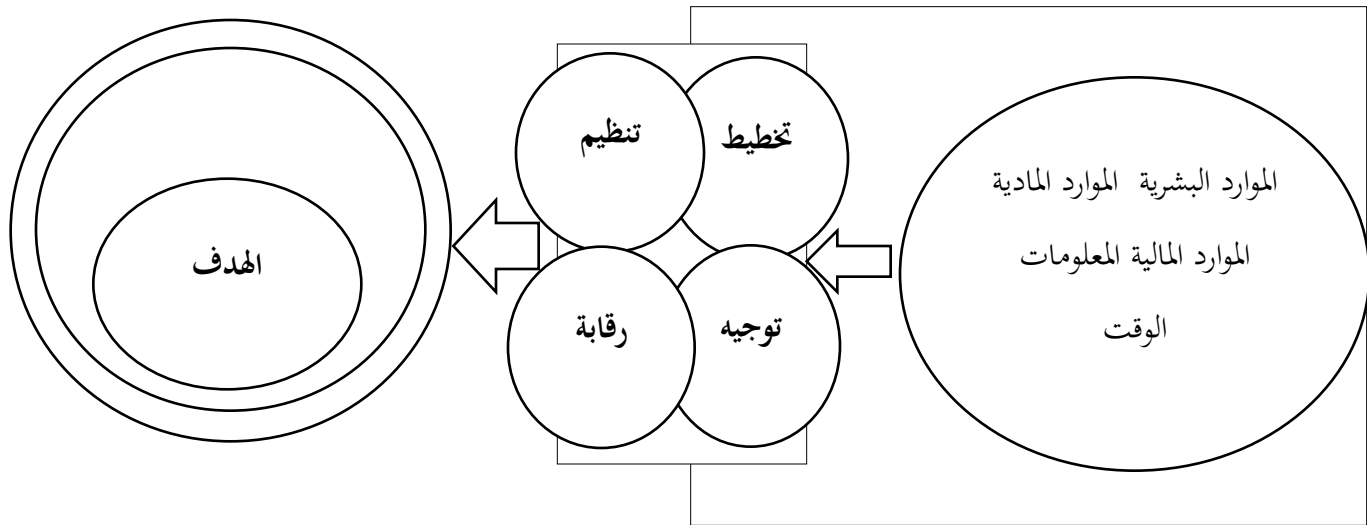 الموارد البشرية الموارد المادية
الموارد المالية المعلومات
الوقت
تخطيط
تنظيم
توجيه
رقابة
الهدف